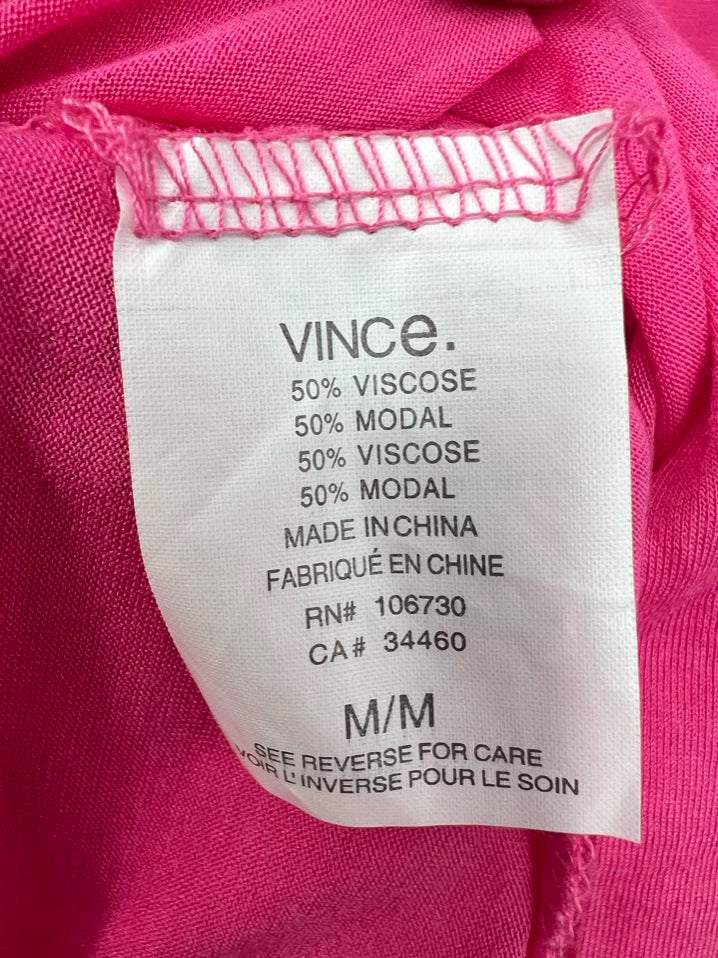 VINCe.
50% VISCOSE
50% MODAL
50% VISCOSE
50% MODAL
MADE IN CHINA
FABRIQUÉ EN CHINE
RN# 106730
CA# 34460
M/M
SEE REVERSE FOR CARE
VOIR L'INVERSE POUR LE SOIN